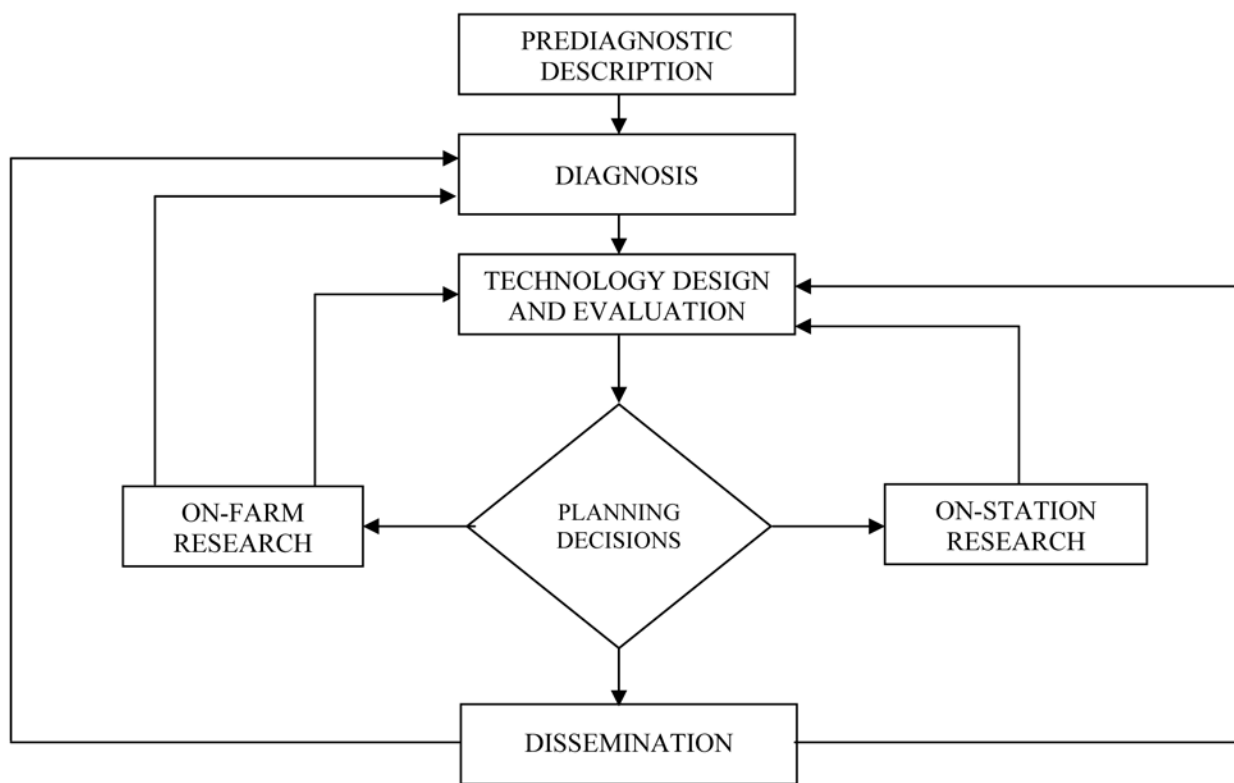 PREDIAGNOSTIC
DESCRIPTION
DIAGNOSIS
TECHNOLOGY DESIGN
AND EVALUATION
ON-FARM
RESEARCH
PLANNING
DECISIONS
ON-STATION
RESEARCH
DISSEMINATION